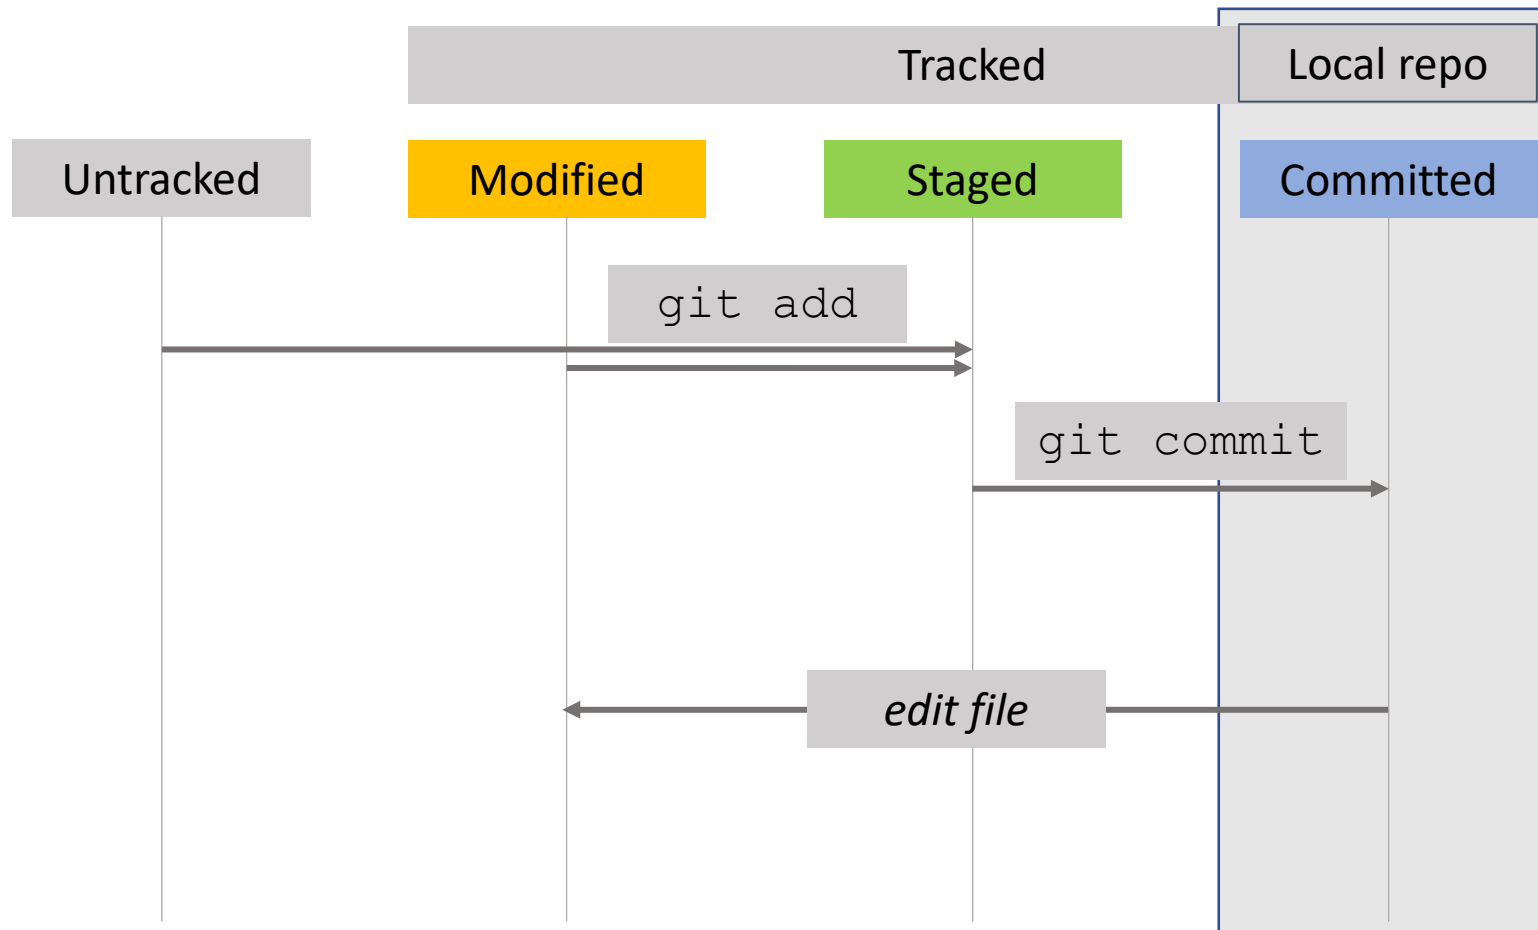 Tracked
Local repo
Untracked
Modified
Staged
Committed
git add
git commit
edit file